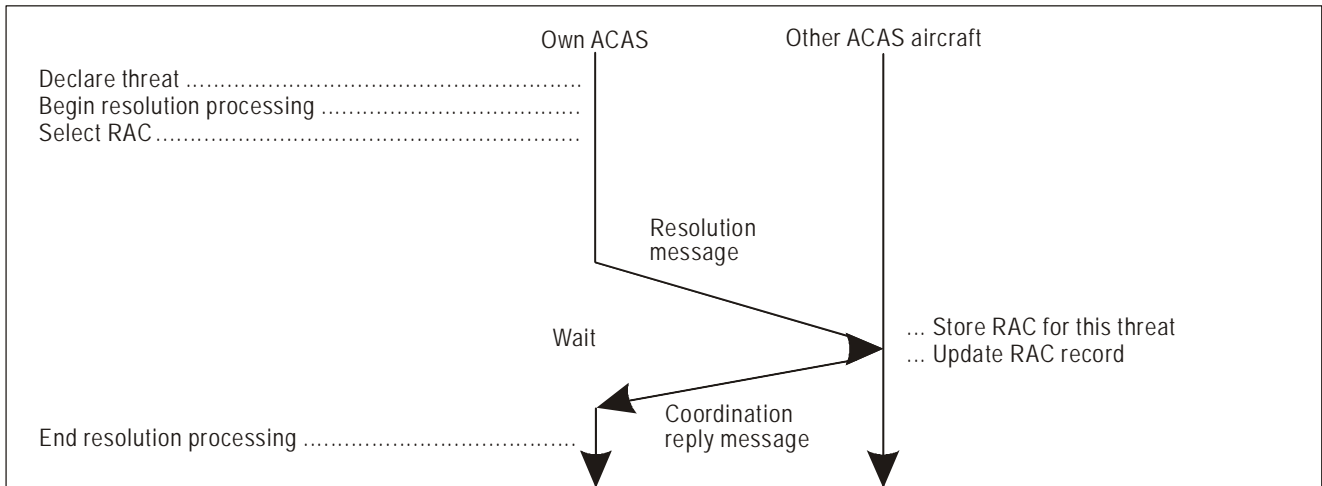 Own ACAS
Other ACAS aircraft
Declare threat ..........................................................
Begin resolution processing ......................................
Select RAC..............................................................
Resolution
message
Wait
... Store RAC for this threat
... Update RAC record
Coordination
reply message
End resolution processing ........................................